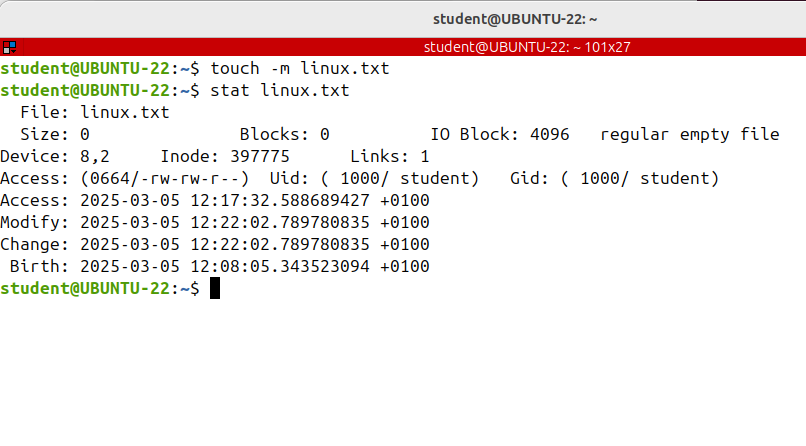 student@UBUNTU-22: ~
student@UBUNTU-22: ~ 101x27
student@UBUNTU-22:~$ touch -m linux.txt
student@UBUNTU-22:~$ stat linux.txt
  File: linux.txt
  Size: 0               Blocks: 0          IO Block: 4096   regular empty file
Device: 8,2     Inode: 397775      Links: 1
Access: (0664/-rw-rw-r--)  Uid: ( 1000/ student)   Gid: ( 1000/ student)
Access: 2025-03-05 12:17:32.588689427 +0100
Modify: 2025-03-05 12:22:02.789780835 +0100
Change: 2025-03-05 12:22:02.789780835 +0100
 Birth: 2025-03-05 12:08:05.343523094 +0100
student@UBUNTU-22:~$